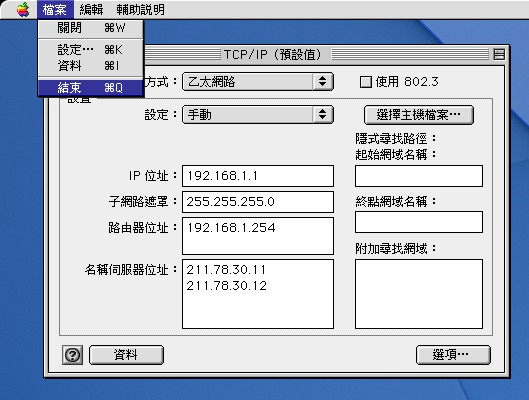 檔案 編輯 輔助説明
關閉 ⌘W
設定⋯ ⌘K
資料 ⌘I
結束 ⌘Q
TCP/IP（預設值）
方式： 乙太網路 使用 802.3
設置
設定： 手動 選擇主機檔案⋯
隱式尋找路徑：
起始網域名稱：
IP 位址： 192.168.1.1
子網路遮罩： 255.255.255.0
終點網域名稱：
路由器位址： 192.168.1.254
附加尋找網域：
名稱伺服器位址： 211.78.30.11
211.78.30.12
? 資料 選項⋯